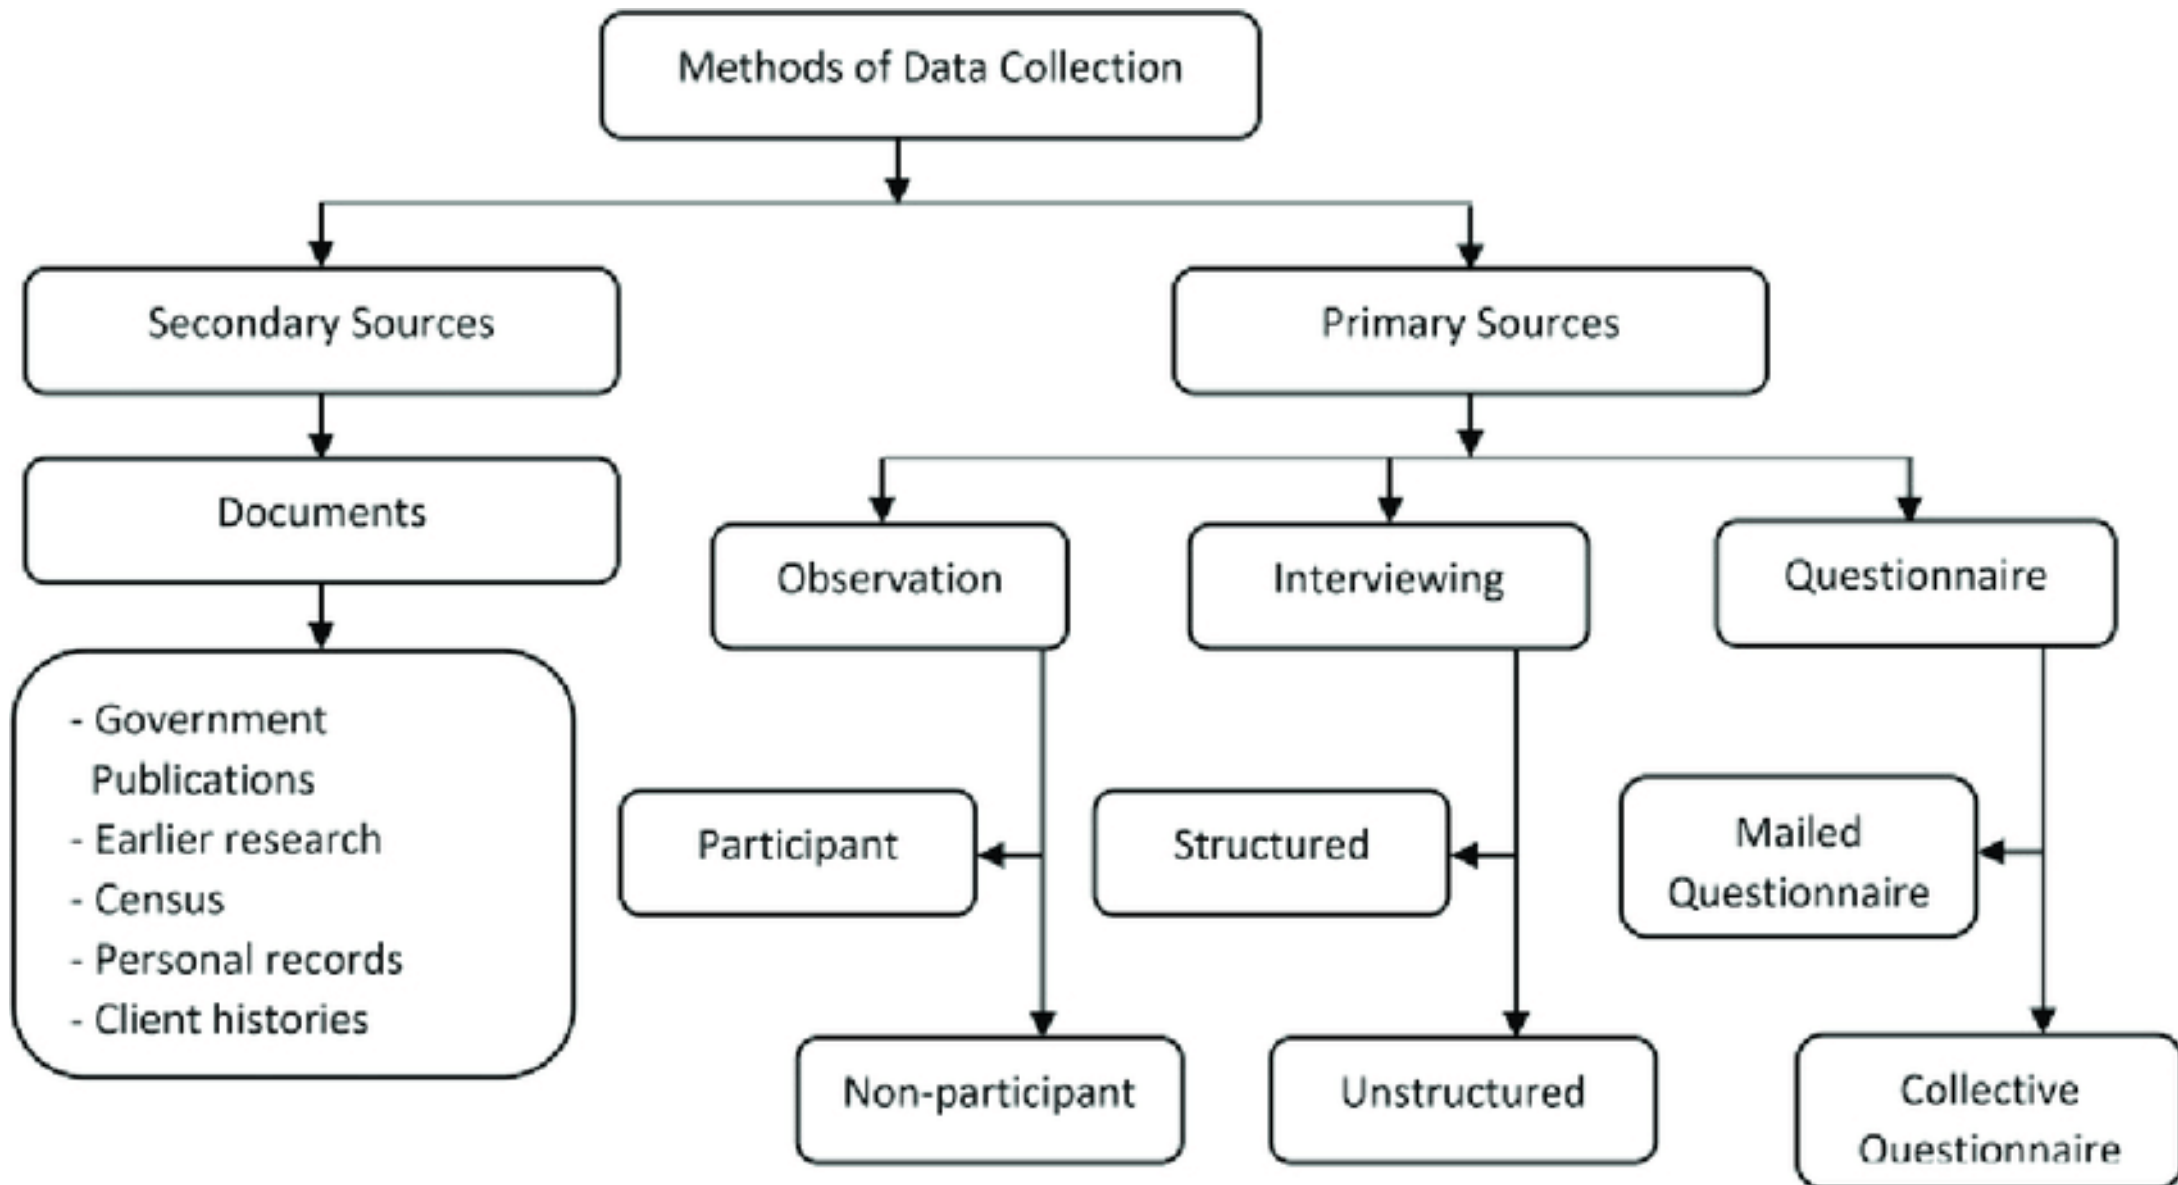 Methods of Data Collection
Secondary Sources
Primary Sources
Documents
Observation
Interviewing
Questionnaire
- Government
Publications
- Earlier research
- Census
- Personal records
- Client histories
Participant
Structured
Mailed
Questionnaire
Non-participant
Unstructured
Collective
Questionnaire